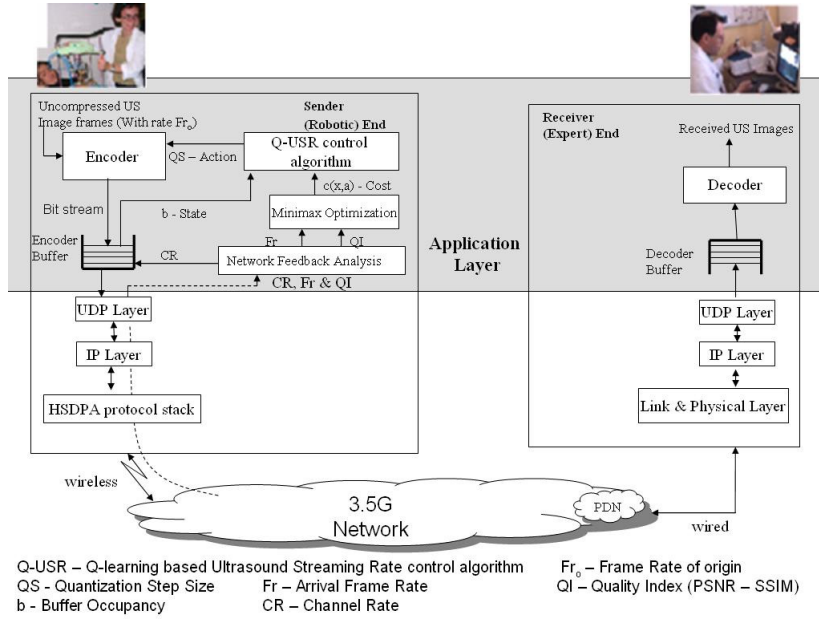 Uncompressed US
Image frames (With rate Fro)
Sender
(Robotic) End
Encoder
QS – Action
Q-USR control
algorithm
c(x,a) - Cost
Bit stream
b - State
Minimax Optimization
Encoder
Buffer
Fr
QI
CR
Network Feedback Analysis
CR, Fr & QI
UDP Layer
IP Layer
HSDPA protocol stack
Application
Layer
Receiver
(Expert) End
Received US Images
Decoder
Decoder
Buffer
UDP Layer
IP Layer
Link & Physical Layer
wireless
3.5G
Network
PDN
wired
Q-USR – Q-learning based Ultrasound Streaming Rate control algorithm
Fro – Frame Rate of origin
QS - Quantization Step Size
Fr – Arrival Frame Rate
QI – Quality Index (PSNR – SSIM)
b - Buffer Occupancy
CR – Channel Rate